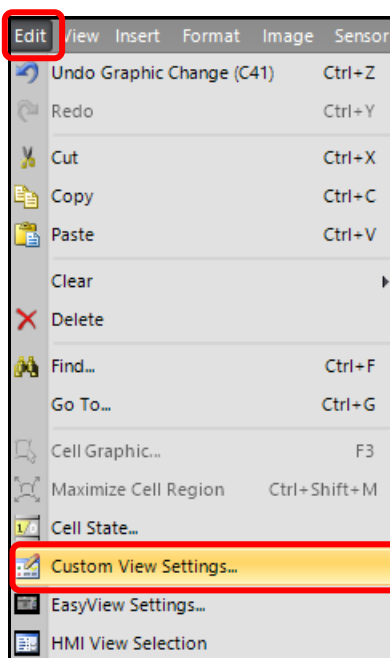 Edit View Insert Format Image Sensor
Undo Graphic Change (C41) Ctrl+Z
Redo Ctrl+Y
Cut Ctrl+X
Copy Ctrl+C
Paste Ctrl+V
Clear
Delete
Find... Ctrl+F
Go To... Ctrl+G
Cell Graphic... F3
Maximize Cell Region Ctrl+Shift+M
Cell State...
Custom View Settings...
EasyView Settings...
HMI View Selection